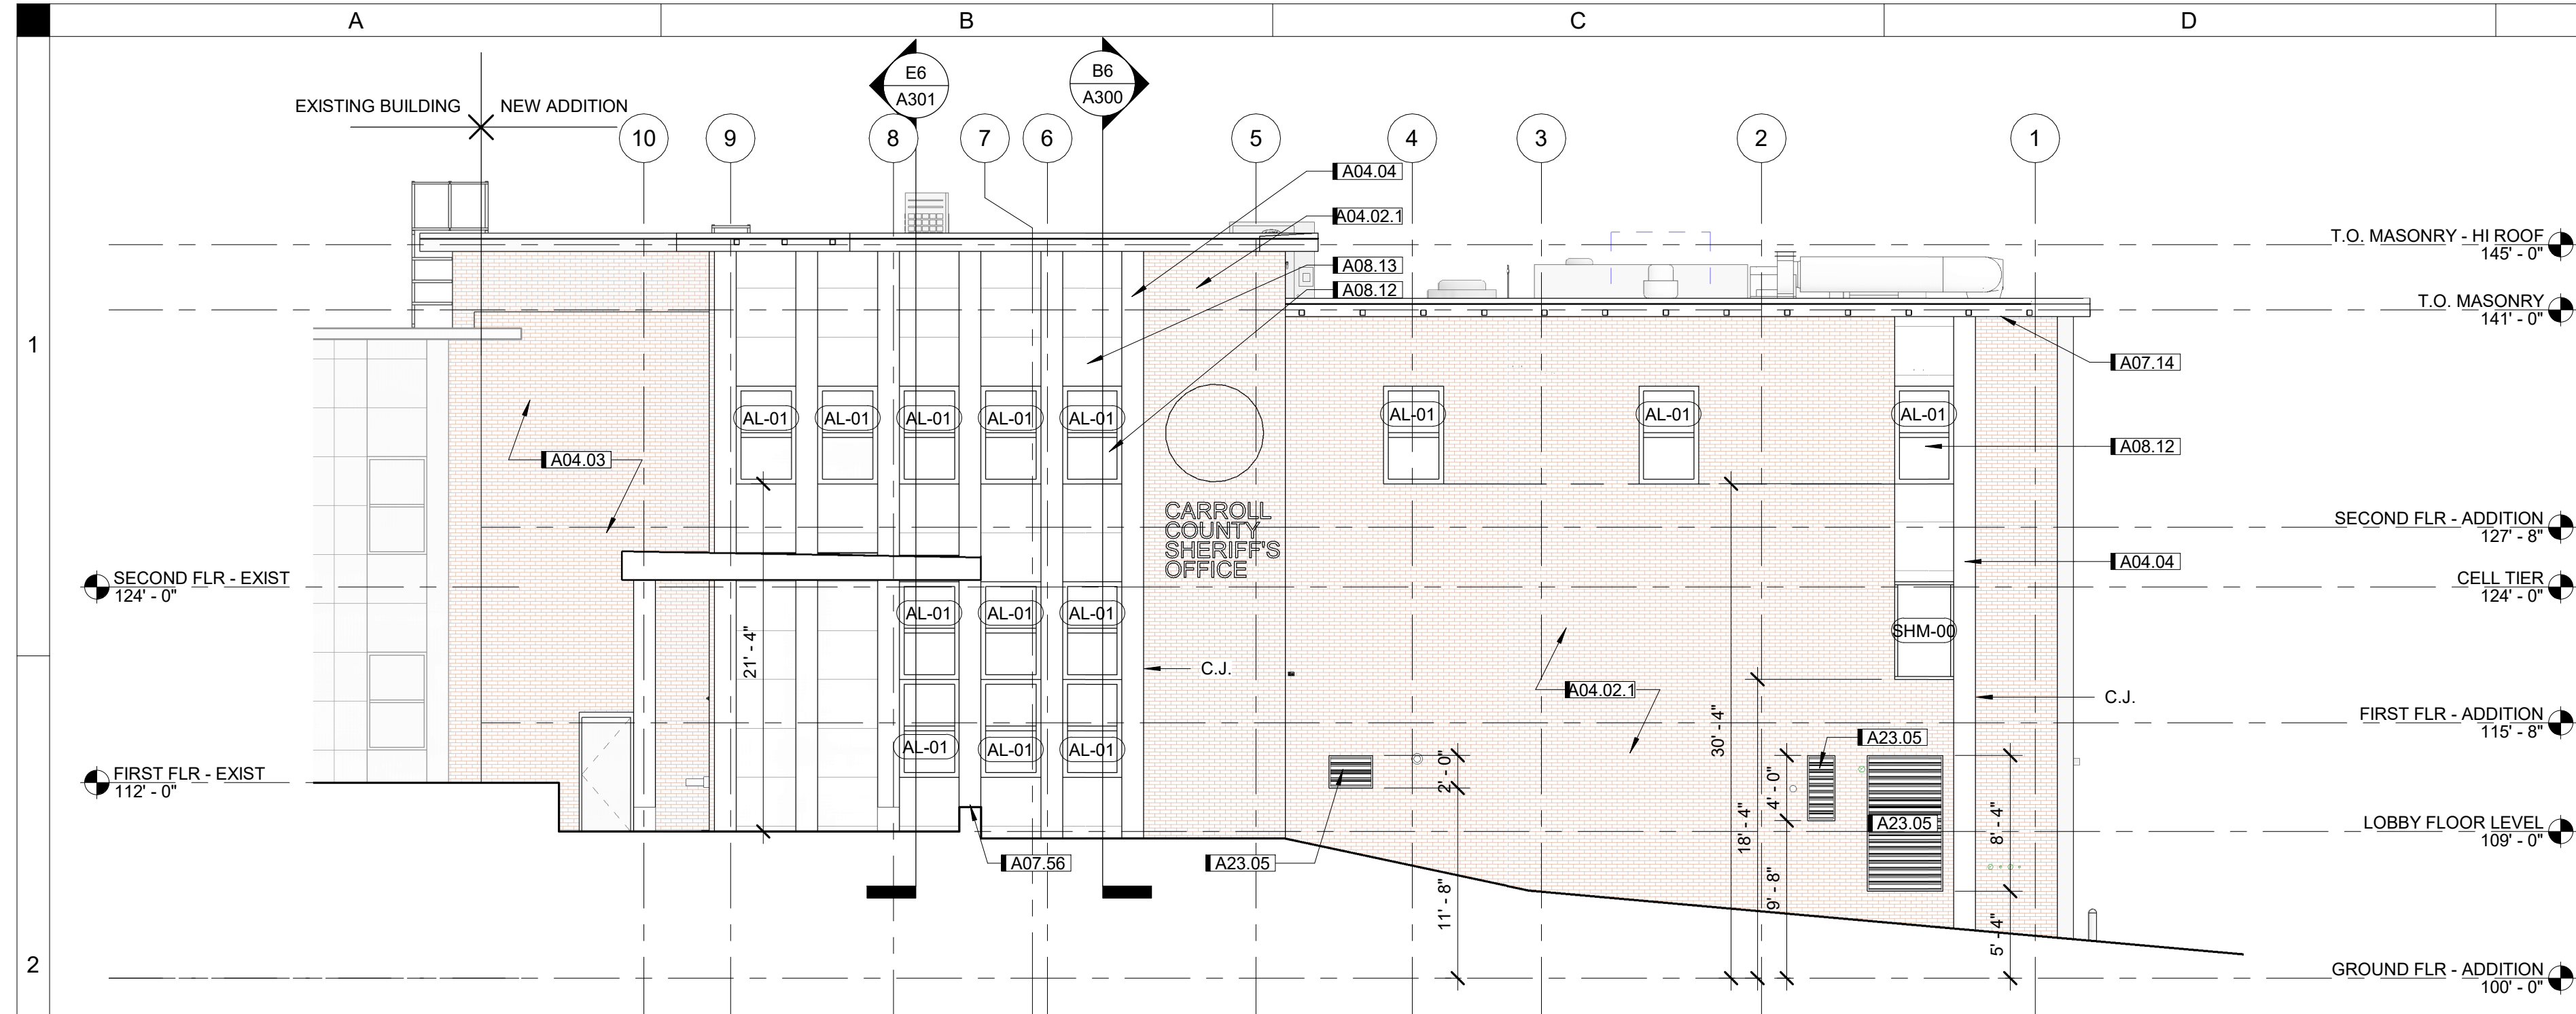 A
B
C
D
E6
A301
B6
A300
EXISTING BUILDING
NEW ADDITION
10
9
8
7
6
5
4
3
2
1
A04.04
A04.02.1
T.O. MASONRY - HI ROOF
145' - 0"
A08.13
A08.12
T.O. MASONRY
141' - 0"
1
A07.14
AL-01
AL-01
AL-01
AL-01
AL-01
AL-01
AL-01
AL-01
A04.03
A08.12
CARROLL
COUNTY
SHERIFF'S
OFFICE
SECOND FLR - ADDITION
127' - 8"
A04.04
SECOND FLR - EXIST
124' - 0"
CELL TIER
124' - 0"
AL-01
AL-01
AL-01
SHM-00
21' - 4"
C.J.
A04.02.1
C.J.
30' - 4"
FIRST FLR - ADDITION
115' - 8"
AL-01
AL-01
AL-01
A23.05
FIRST FLR - EXIST
112' - 0"
2' - 0"
4' - 0"
18' - 4"
A23.05
8' - 4"
LOBBY FLOOR LEVEL
109' - 0"
A07.56
A23.05
11' - 8"
9' - 8"
5' - 4"
2
GROUND FLR - ADDITION
100' - 0"